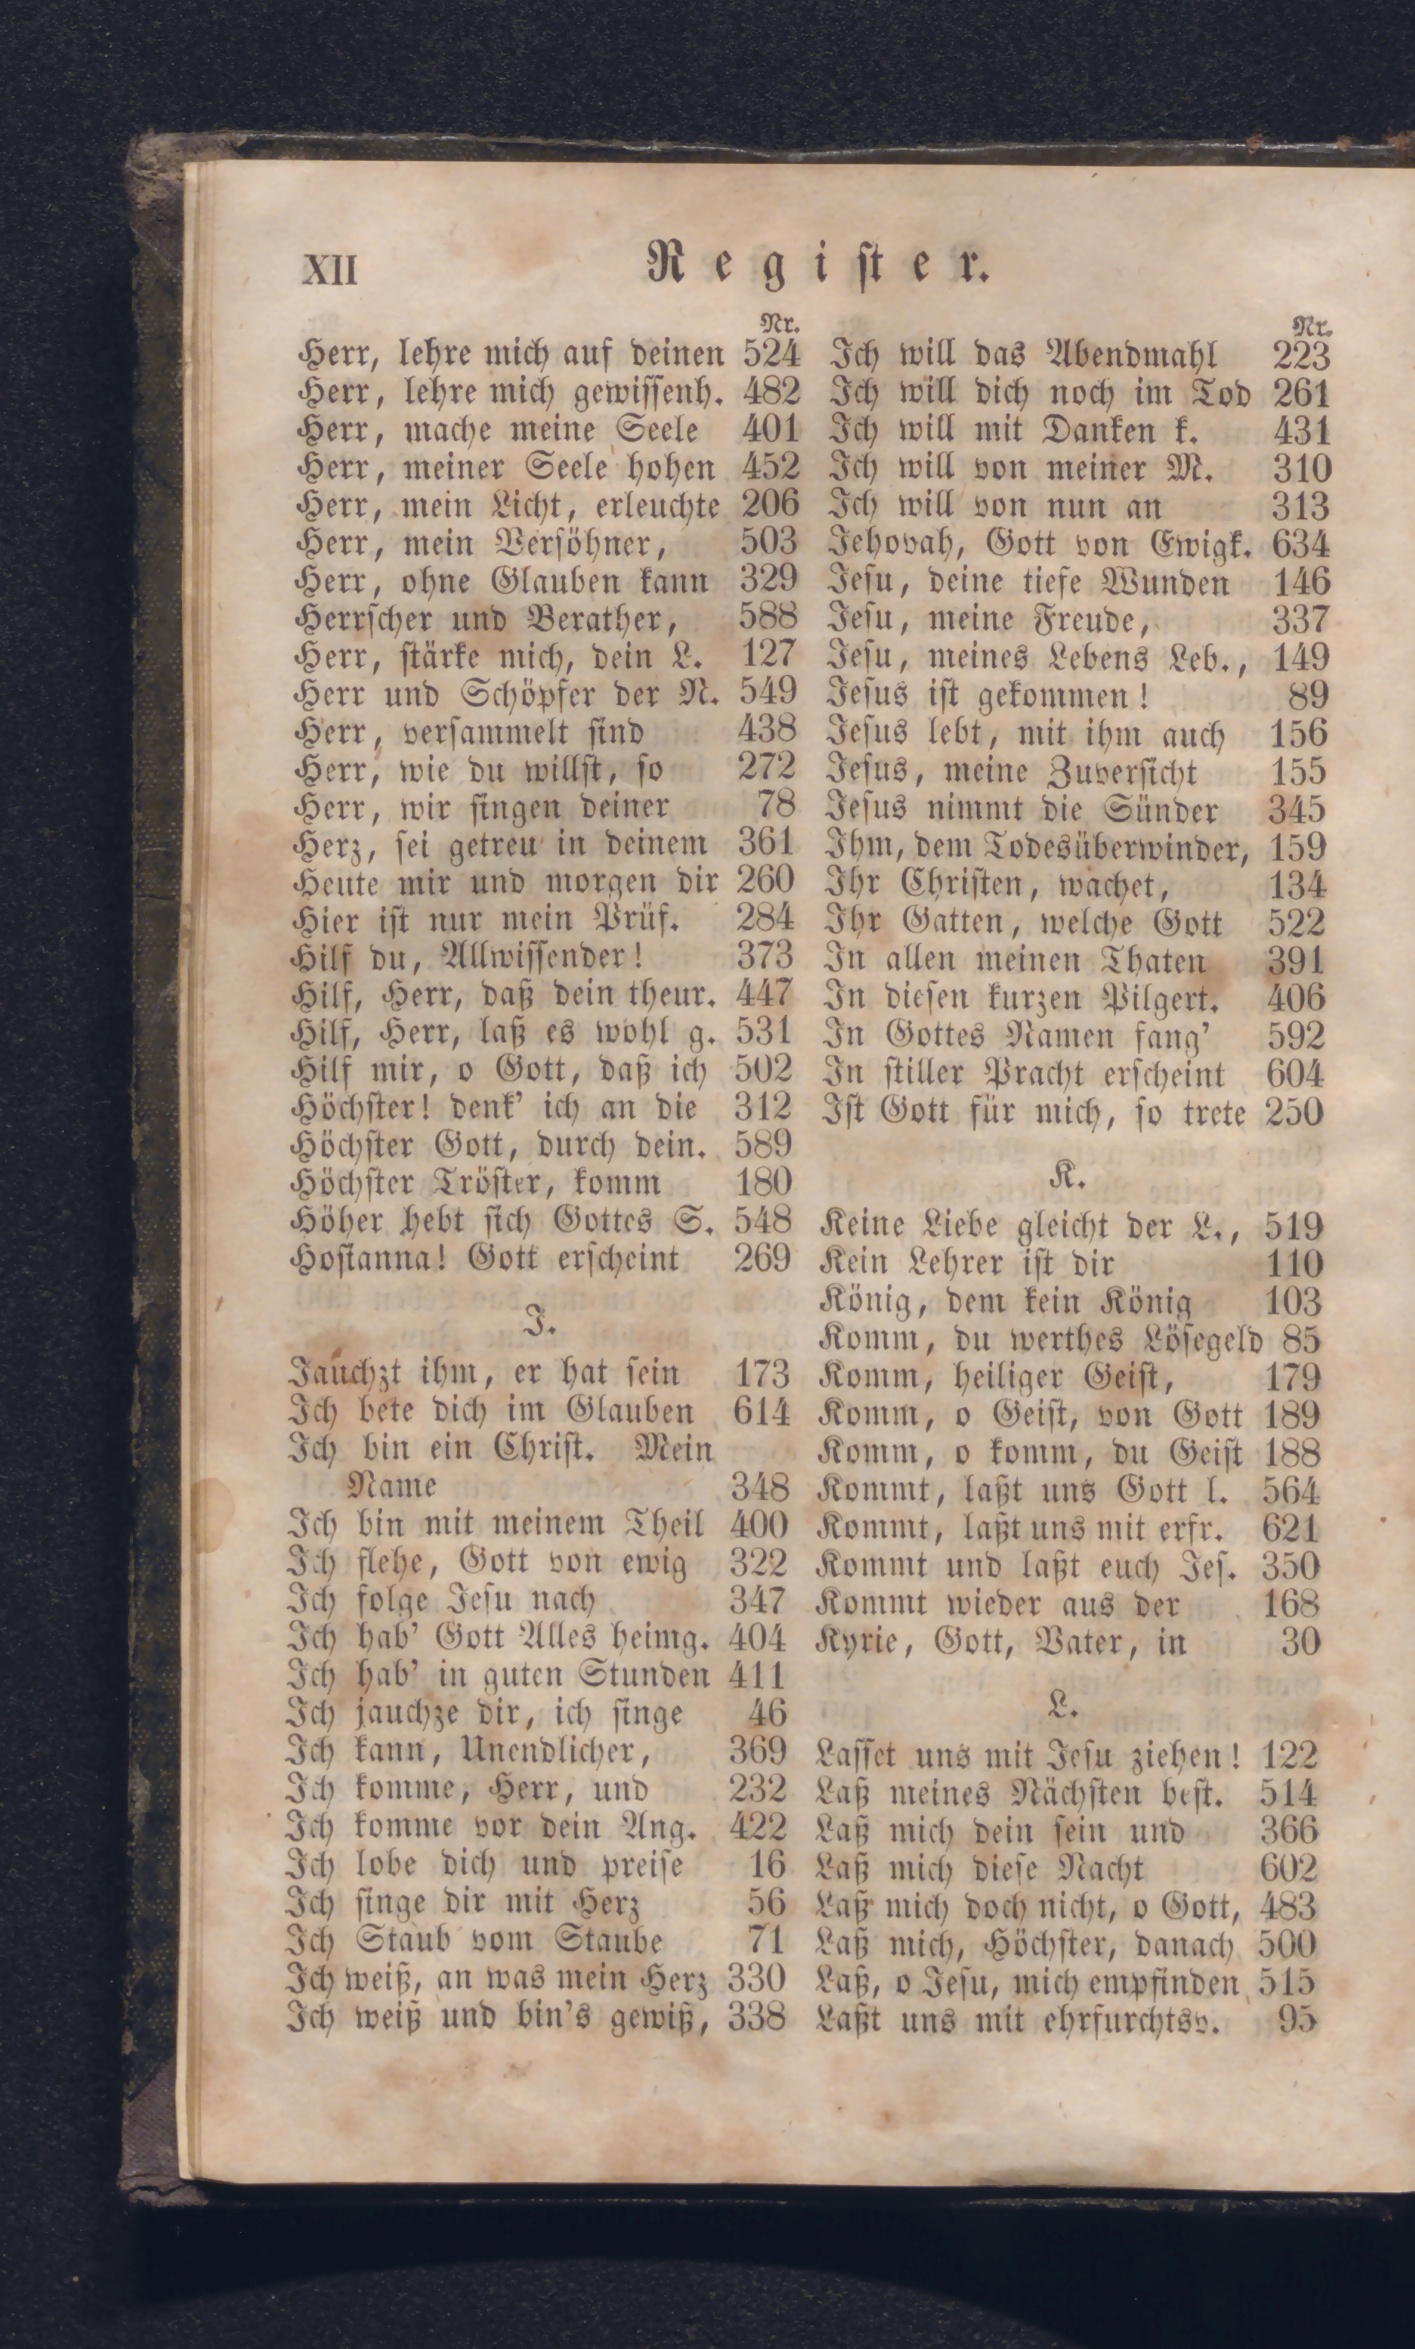 XII
Register.
Nr.
Herr, lehre mich auf deinen 524
Herr, lehre mich gewissenh. 482
Herr, mache meine Seele 401
Herr, meiner Seele hohen 452
Herr, mein Licht, erleuchte 206
Herr, mein Versöhner, 503
Herr, ohne Glauben kann 329
Herrscher und Berather, 588
Herr, stärke mich, dein L. 127
Herr und Schöpfer der N. 549
Herr, versammelt sind 438
Herr, wie du willst, so 272
Herr, wir singen deiner 78
Herz, sei getreu in deinem 361
Heute mir und morgen dir 260
Hier ist nur mein Prüf. 284
Hilf du, Allwissender! 373
Hilf, Herr, daß dein theur. 447
Hilf, Herr, laß es wohl g. 531
Hilf mir, o Gott, daß ich 502
Höchster! denk' ich an die 312
Höchster Gott, durch dein. 589
Höchster Tröster, komm 180
Höher hebt sich Gottes S. 548
Hosianna! Gott erscheint 269
J.
Jauchzt ihm, er hat sein 173
Ich bete dich im Glauben 614
Ich bin ein Christ. Mein
Name 348
Ich bin mit meinem Theil 400
Ich flehe, Gott von ewig 322
Ich folge Jesu nach 347
Ich hab' Gott Alles heimg. 404
Ich hab' in guten Stunden 411
Ich jauchze dir, ich singe 46
Ich kann, Unendlicher, 369
Ich komme, Herr, und 232
Ich komme vor dein Ang. 422
Ich lobe dich und preise 16
Ich singe dir mit Herz 56
Ich Staub vom Staube 71
Ich weiß, an was mein Herz 330
Ich weiß und bin's gewiß, 338
Nr.
Ich will das Abendmahl 223
Ich will dich noch im Tod 261
Ich will mit Danken k. 431
Ich will von meiner M. 310
Ich will von nun an 313
Jehovah, Gott von Ewigk. 634
Jesu, deine tiefe Wunden 146
Jesu, meine Freude, 337
Jesu, meines Lebens Leb., 149
Jesus ist gekommen! 89
Jesus lebt, mit ihm auch 156
Jesus, meine Zuversicht 155
Jesus nimmt die Sünder 345
Ihm, dem Todesüberwinder, 159
Ihr Christen, wachet, 134
Ihr Gatten, welche Gott 522
In allen meinen Thaten 391
In diesen kurzen Pilgert. 406
In Gottes Namen fang' 592
In stiller Pracht erscheint 604
Ist Gott für mich, so trete 250
K.
Keine Liebe gleicht der L., 519
Kein Lehrer ist dir 110
König, dem kein König 103
Komm, du werthes Lösegeld 85
Komm, heiliger Geist, 179
Komm, o Geist, von Gott 189
Komm, o komm, du Geist 188
Kommt, laßt uns Gott l. 564
Kommt, laßt uns mit erfr. 621
Kommt und laßt euch Jes. 350
Kommt wieder aus der 168
Kyrie, Gott, Vater, in 30
L.
Lasset uns mit Jesu ziehen! 122
Laß meines Nächsten best. 514
Laß mich dein sein und 366
Laß mich diese Nacht 602
Laß mich doch nicht, o Gott, 483
Laß mich, Höchster, danach 500
Laß, o Jesu, mich empfinden 515
Laßt uns mit ehrfurchtsv. 95